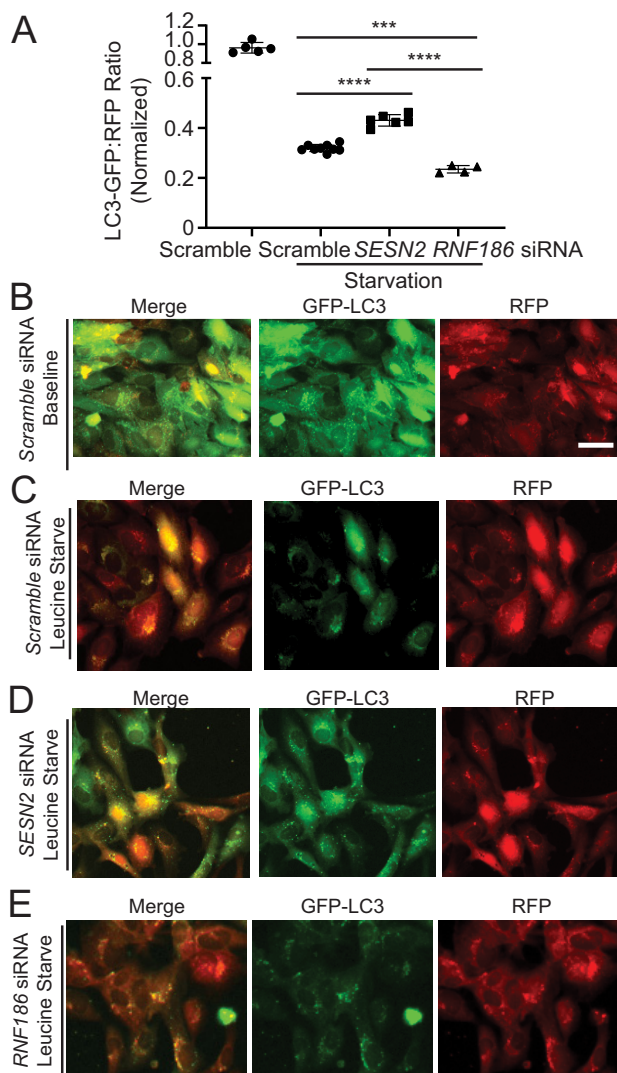 A
LC3-GFP:RFP Ratio
(Normalized)
1.2
1.0
0.8
0.6
0.4
0.2
0
***
****
****
Scramble Scramble SESN2 RNF186 siRNA
Starvation
B
Merge GFP-LC3 RFP
Scramble siRNA
Baseline
C
Merge GFP-LC3 RFP
Scramble siRNA
Leucine Starve
D
Merge GFP-LC3 RFP
SESN2 siRNA
Leucine Starve
E
Merge GFP-LC3 RFP
RNF186 siRNA
Leucine Starve